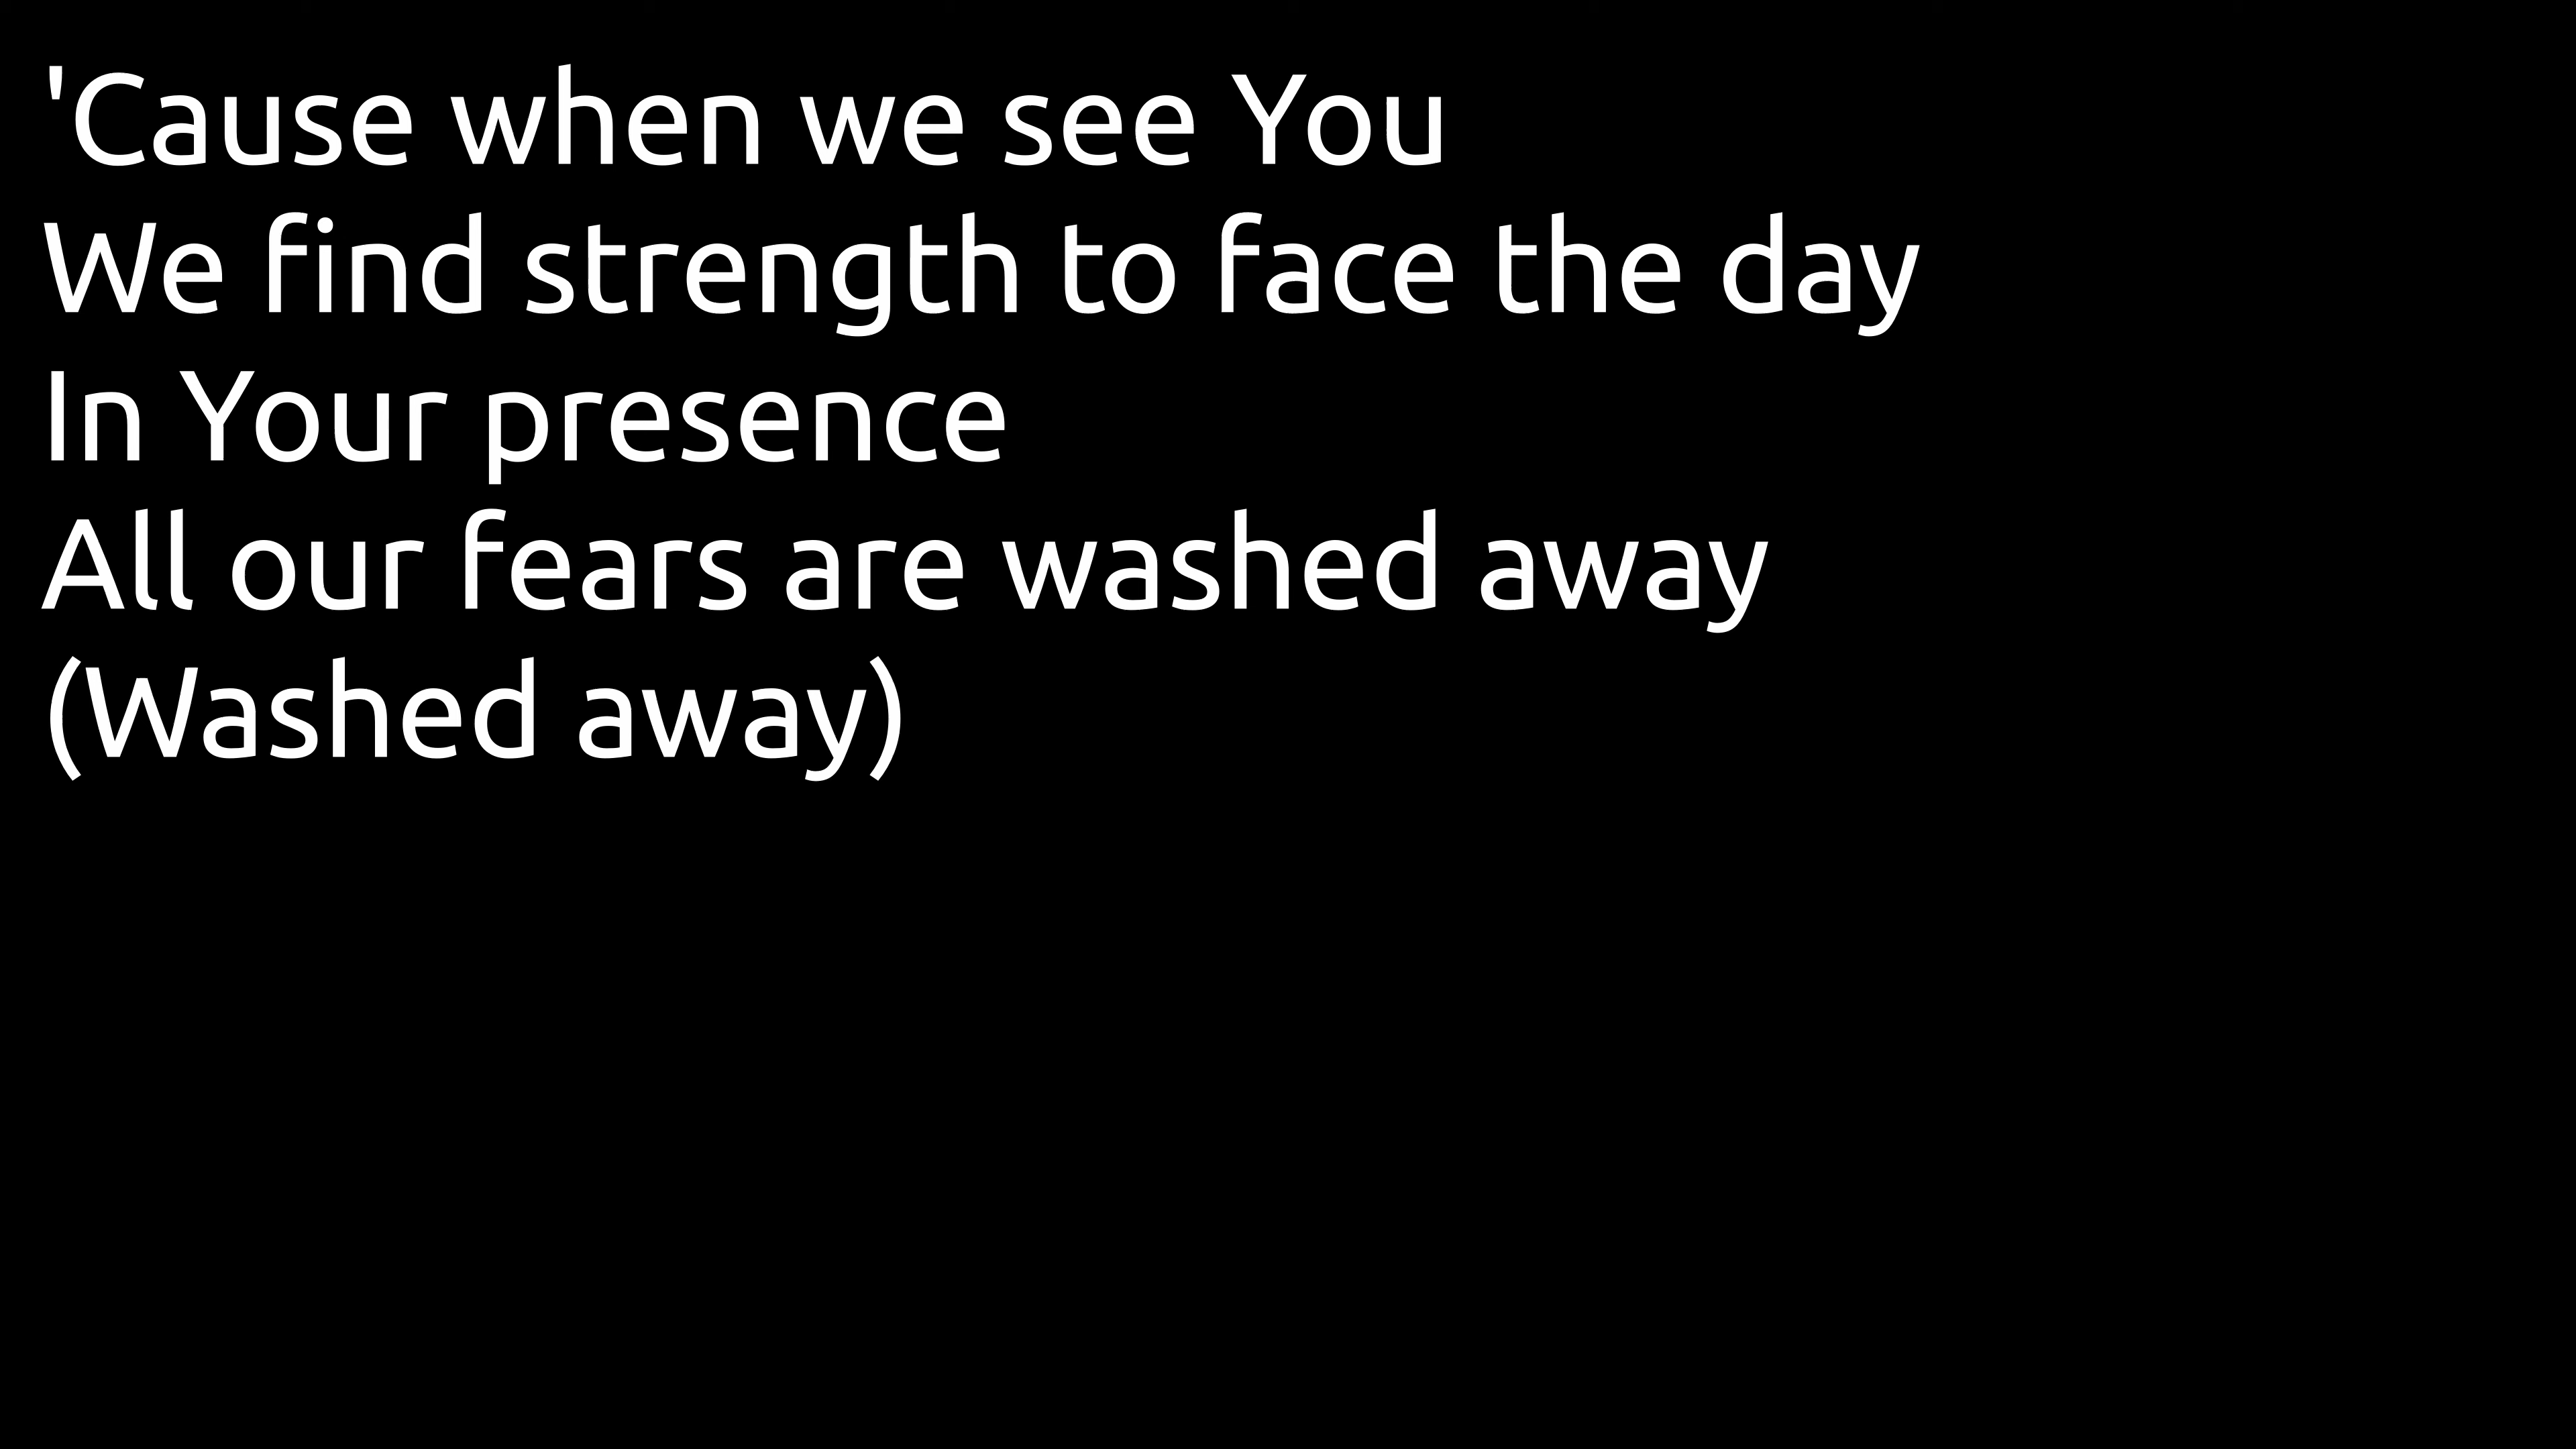 'Cause when we see You
We find strength to face the day
In Your presence
All our fears are washed away
(Washed away)